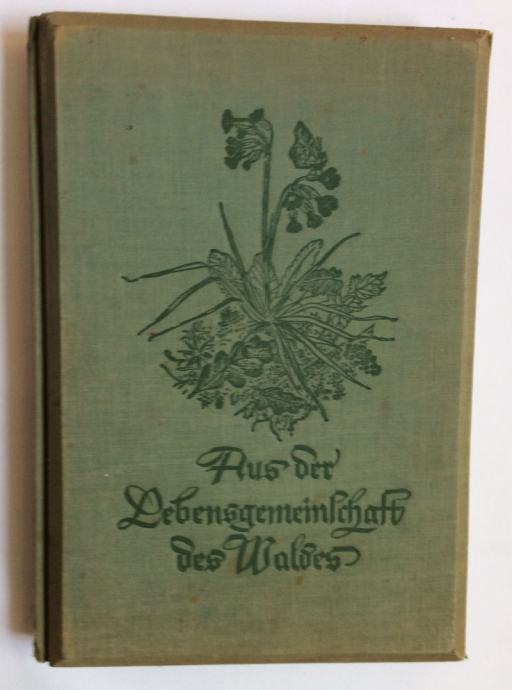 Aus der
Lebensgemeinschaft
des Waldes